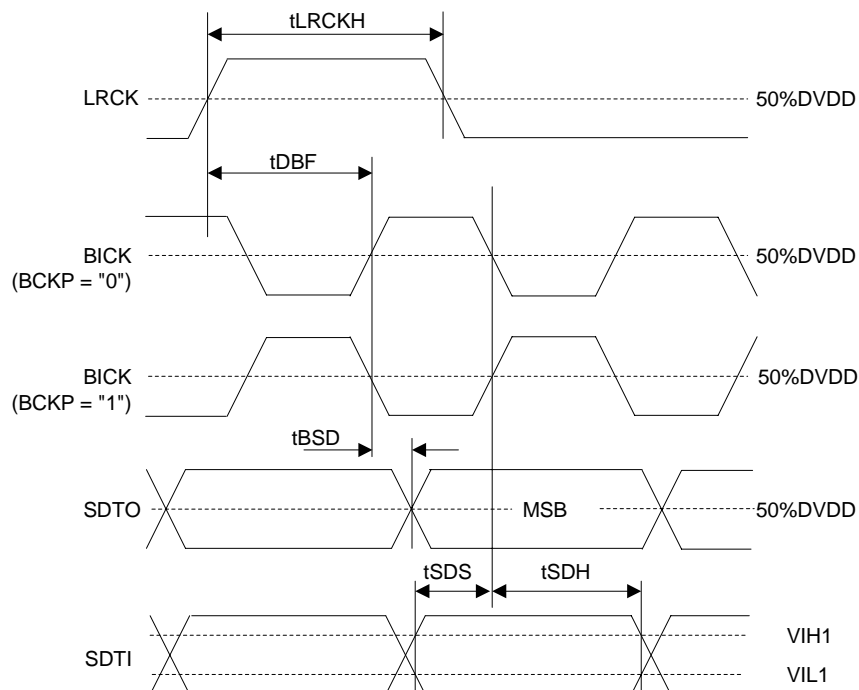 tLRCKH
LRCK 50%DVDD
tDBF
BICK 50%DVDD
(BCKP = "0")
BICK 50%DVDD
(BCKP = "1")
tBSD
SDTO MSB 50%DVDD
tSDS tSDH
VIH1
SDTI
VIL1